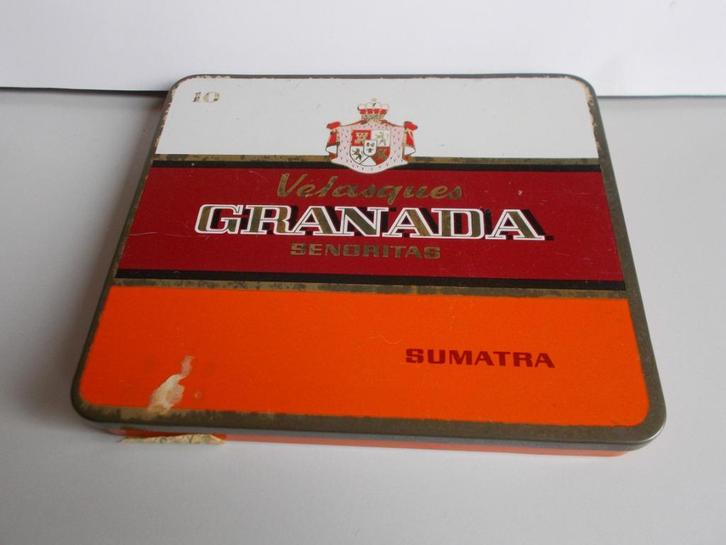 10
Velasques
GRANADA
SENORITAS
SUMATRA